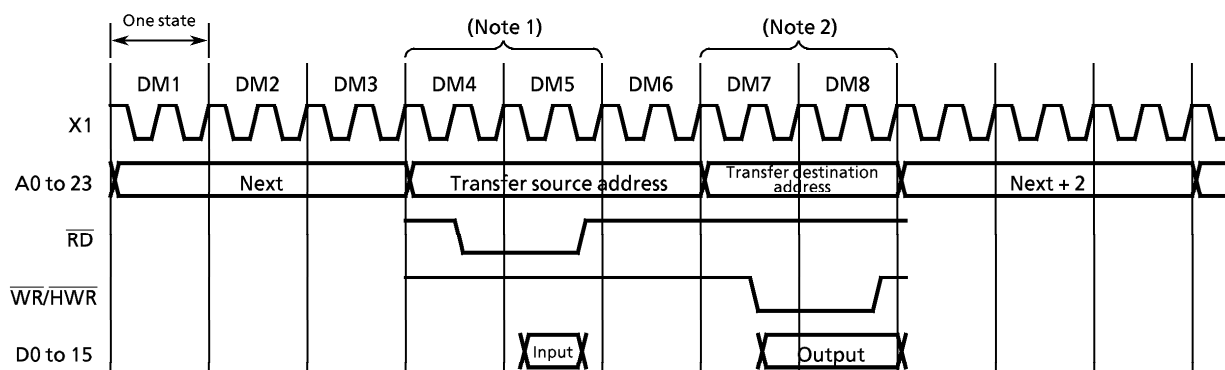 One state
(Note 1)
(Note 2)
DM1 DM2 DM3 DM4 DM5 DM6 DM7 DM8
X1
A0 to 23
Next
Transfer source address
Transfer destination
address
Next + 2
RD
WR/HWR
D0 to 15
Input
Output